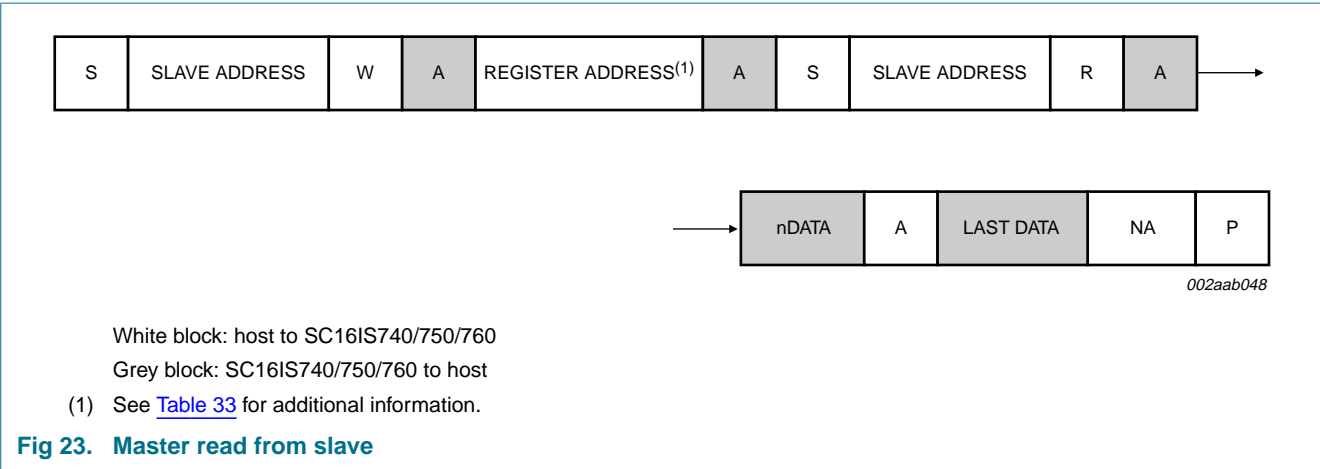 S SLAVE ADDRESS W A REGISTER ADDRESS(1) A S SLAVE ADDRESS R A
nDATA A LAST DATA NA P
002aab048
White block: host to SC16IS740/750/760
Grey block: SC16IS740/750/760 to host
(1) See Table 33 for additional information.
Fig 23. Master read from slave